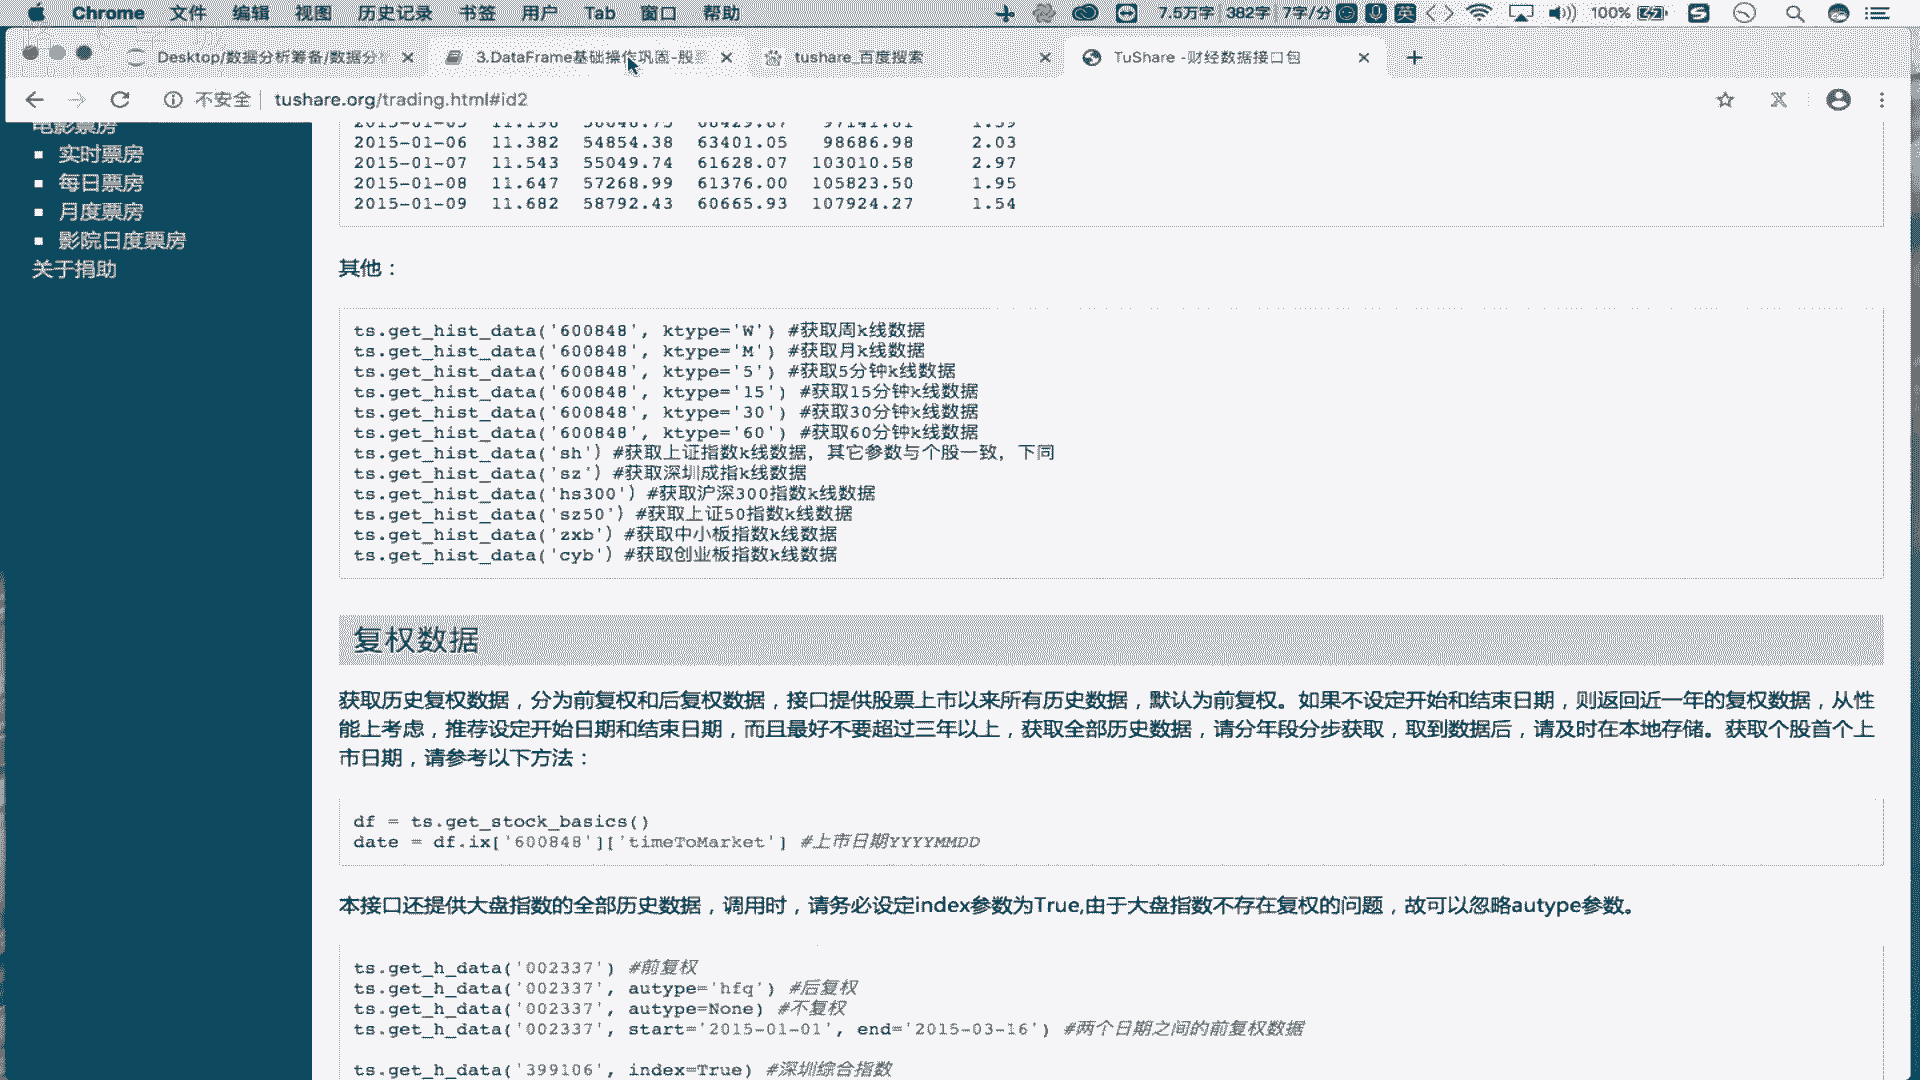 Chrome 文件 编辑 视图 历史记录 书签 用户 Tab 窗口 帮助 7.5万字 382字 7字/分 英 100%
Desktop/数据分析筹备/数据分析 3.DataFrame基础操作巩固-股票 tushare_百度搜索 TuShare -财经数据接口包
不安全 tushare.org/trading.html#id2
电影票房
实时票房
每日票房
月度票房
影院日度票房
关于捐助
2015-01-05 11.196 56046.75 68429.87 97141.81 1.59
2015-01-06 11.382 54854.38 63401.05 98686.98 2.03
2015-01-07 11.543 55049.74 61628.07 103010.58 2.97
2015-01-08 11.647 57268.99 61376.00 105823.50 1.95
2015-01-09 11.682 58792.43 60665.93 107924.27 1.54
其他：
ts.get_hist_data('600848', ktype='W') #获取周k线数据
ts.get_hist_data('600848', ktype='M') #获取月k线数据
ts.get_hist_data('600848', ktype='5') #获取5分钟k线数据
ts.get_hist_data('600848', ktype='15') #获取15分钟k线数据
ts.get_hist_data('600848', ktype='30') #获取30分钟k线数据
ts.get_hist_data('600848', ktype='60') #获取60分钟k线数据
ts.get_hist_data('sh') #获取上证指数k线数据，其它参数与个股一致，下同
ts.get_hist_data('sz') #获取深圳成指k线数据
ts.get_hist_data('hs300') #获取沪深300指数k线数据
ts.get_hist_data('sz50') #获取上证50指数k线数据
ts.get_hist_data('zxb') #获取中小板指数k线数据
ts.get_hist_data('cyb') #获取创业板指数k线数据
复权数据
获取历史复权数据，分为前复权和后复权数据，接口提供股票上市以来所有历史数据，默认为前复权。如果不设定开始和结束日期，则返回近一年的复权数据，从性
能上考虑，推荐设定开始日期和结束日期，而且最好不要超过三年以上，获取全部历史数据，请分年段分步获取，取到数据后，请及时在本地存储。获取个股首个上
市日期，请参考以下方法：
df = ts.get_stock_basics()
date = df.ix['600848']['timeToMarket'] #上市日期YYYYMMDD
本接口还提供大盘指数的全部历史数据，调用时，请务必设定index参数为True,由于大盘指数不存在复权的问题，故可以忽略autype参数。
ts.get_h_data('002337') #前复权
ts.get_h_data('002337', autype='hfq') #后复权
ts.get_h_data('002337', autype=None) #不复权
ts.get_h_data('002337', start='2015-01-01', end='2015-03-16') #两个日期之间的前复权数据
ts.get_h_data('399106', index=True) #深圳综合指数